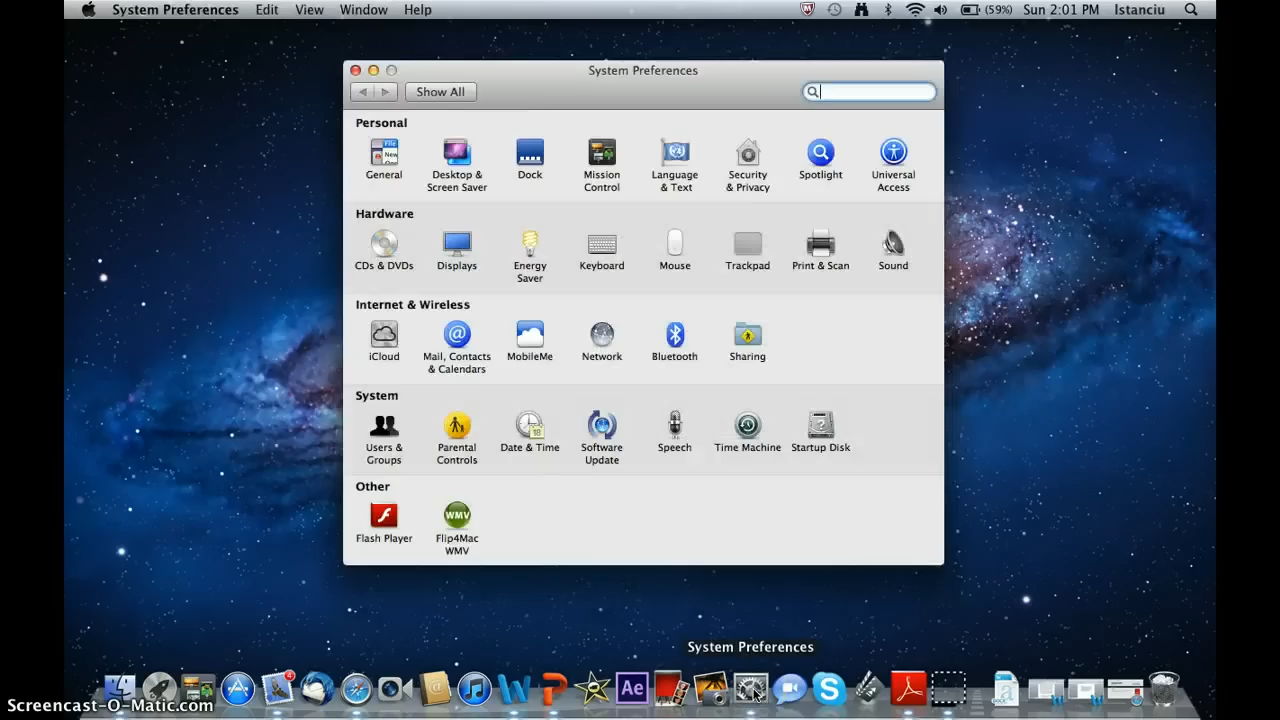 System Preferences Edit View Window Help (59%) Sun 2:01 PM Istanciu
System Preferences
Show All
Personal
General
Desktop &
Screen Saver
Dock
Mission
Control
Language
& Text
Security
& Privacy
Spotlight
Universal
Access
Hardware
CDs & DVDs
Displays
Energy
Saver
Keyboard
Mouse
Trackpad
Print & Scan
Sound
Internet & Wireless
iCloud
Mail, Contacts
& Calendars
MobileMe
Network
Bluetooth
Sharing
System
Users &
Groups
Parental
Controls
Date & Time
Software
Update
Speech
Time Machine
Startup Disk
Other
Flash Player
Flip4Mac
WMV
System Preferences
Screencast-O-Matic.com